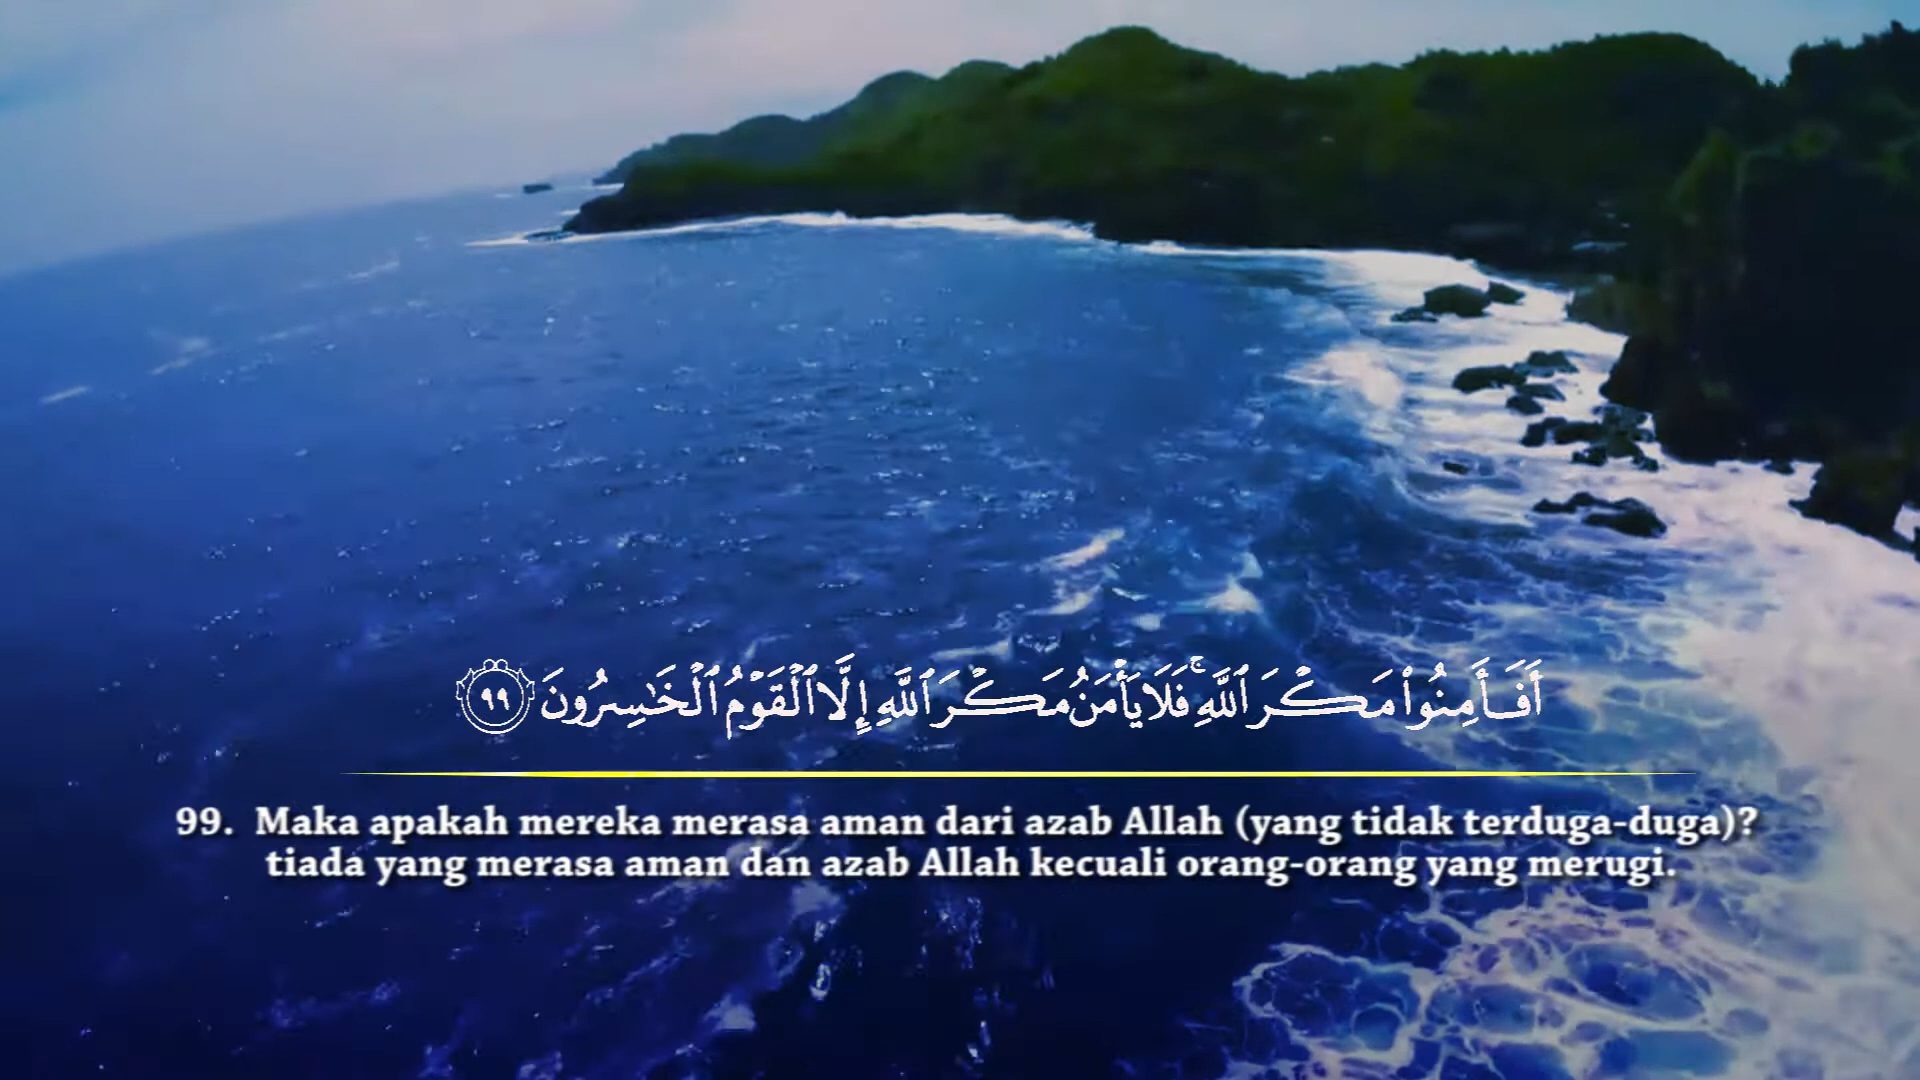 أَفَأَمِنُوا۟ مَكْرَ ٱللَّهِ ۚ فَلَا يَأْمَنُ مَكْرَ ٱللَّهِ إِلَّا ٱلْقَوْمُ ٱلْخَـٰسِرُونَ ٩٩
99. Maka apakah mereka merasa aman dari azab Allah (yang tidak terduga-duga)?
tiada yang merasa aman dan azab Allah kecuali orang-orang yang merugi.